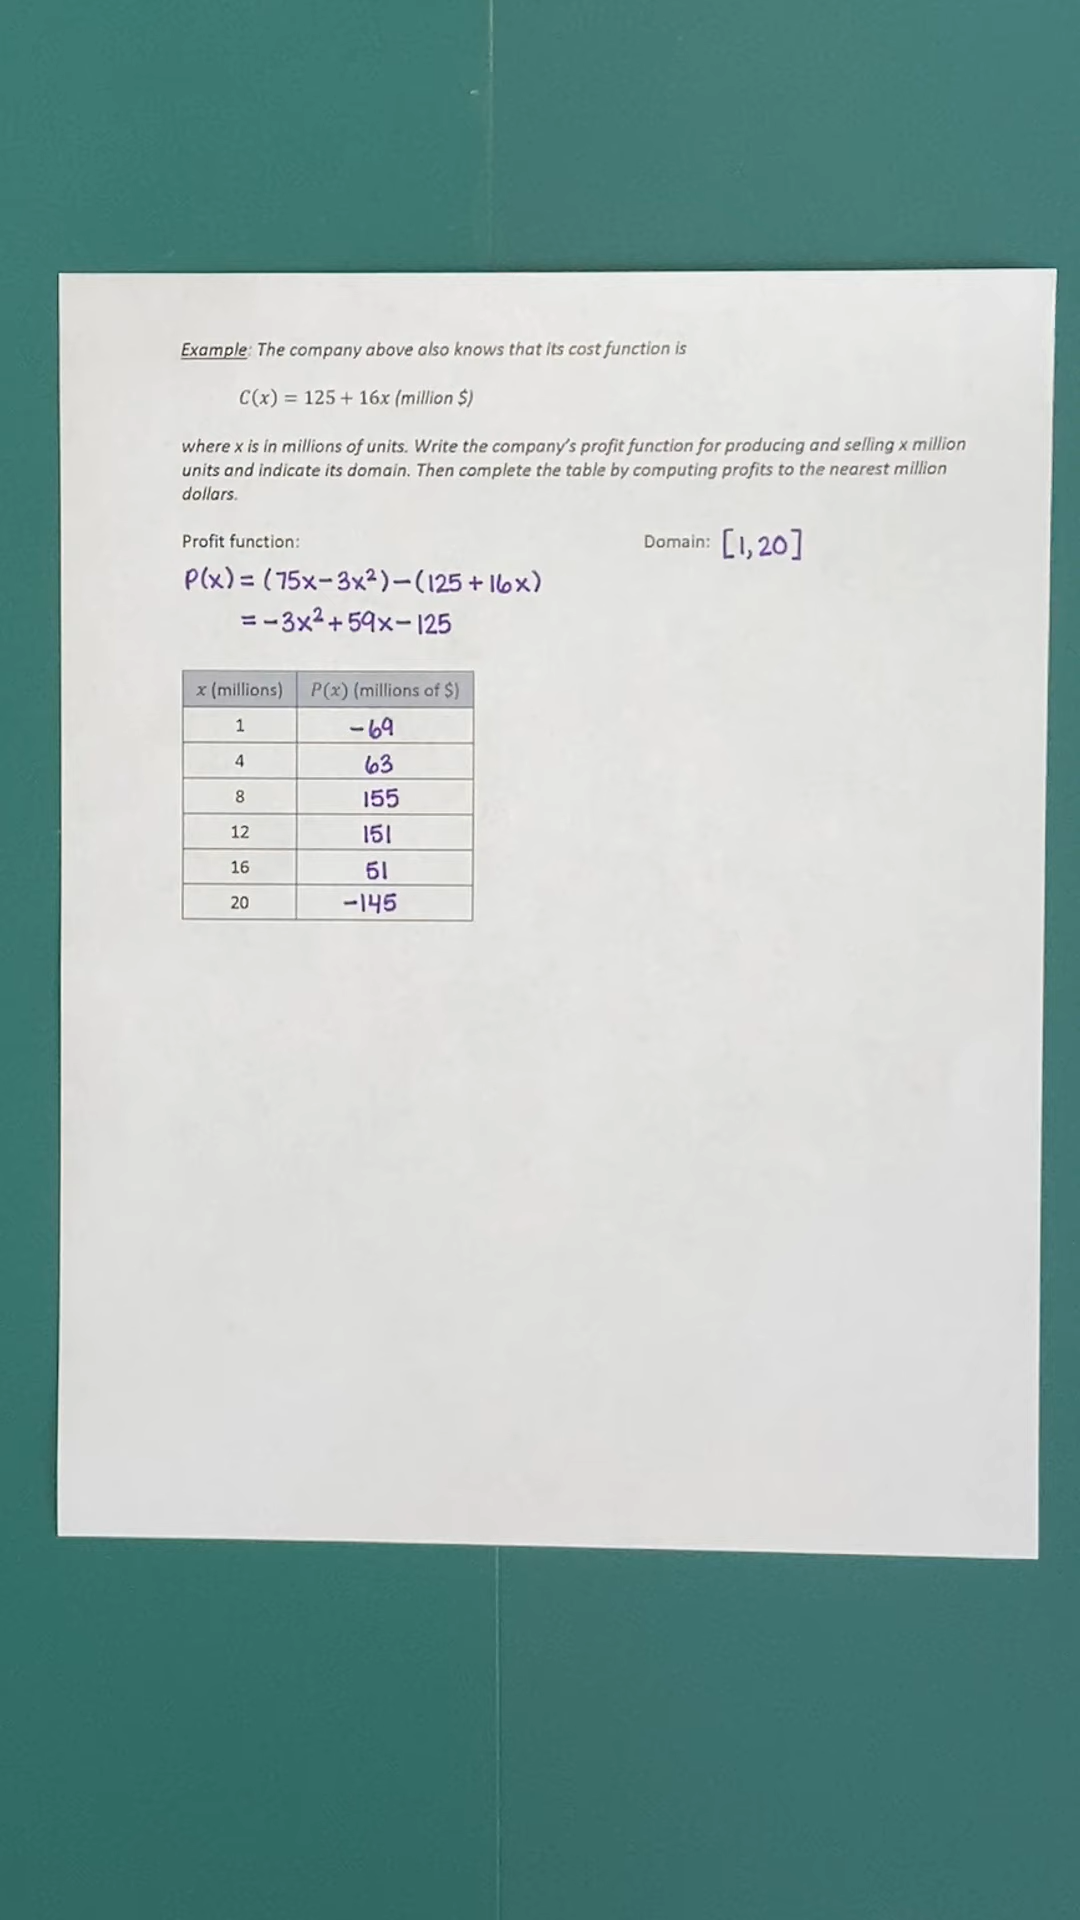 Example: The company above also knows that its cost function is
C(x) = 125 + 16x (million $)
where x is in millions of units. Write the company's profit function for producing and selling x million
units and indicate its domain. Then complete the table by computing profits to the nearest million
dollars.
Profit function: Domain: [1,20]
P(x) = (75x-3x²)-(125+16x)
= -3x²+59x-125
x (millions) P(x) (millions of $)
1 -69
4 63
8 155
12 151
16 51
20 -145